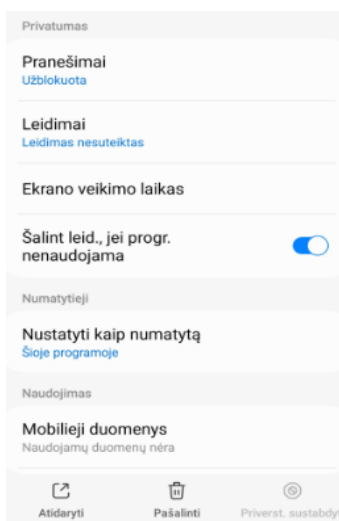 Privatumas
Pranešimai
Užblokuota
Leidimai
Leidimas nesuteiktas
Ekrano veikimo laikas
Šalint leid., jei progr.
nenaudojama
Numatytieji
Nustatyti kaip numatytą
Šioje programoje
Naudojimas
Mobilieji duomenys
Naudojamų duomenų nėra
Atidaryti
Pašalinti
Priverst. sustabdy